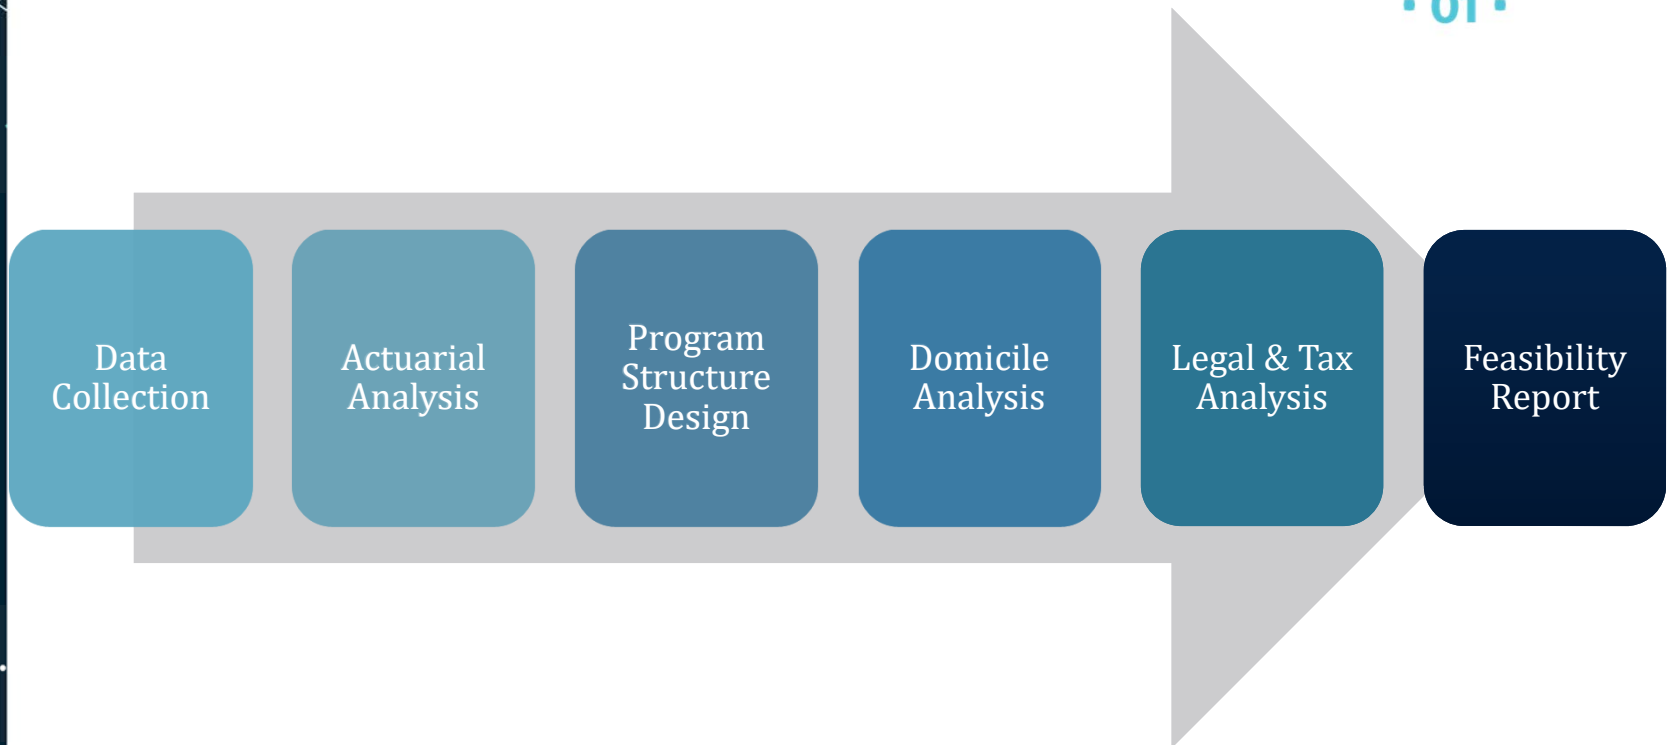 Data
Collection
Actuarial
Analysis
Program
Structure
Design
Domicile
Analysis
Legal & Tax
Analysis
Feasibility
Report